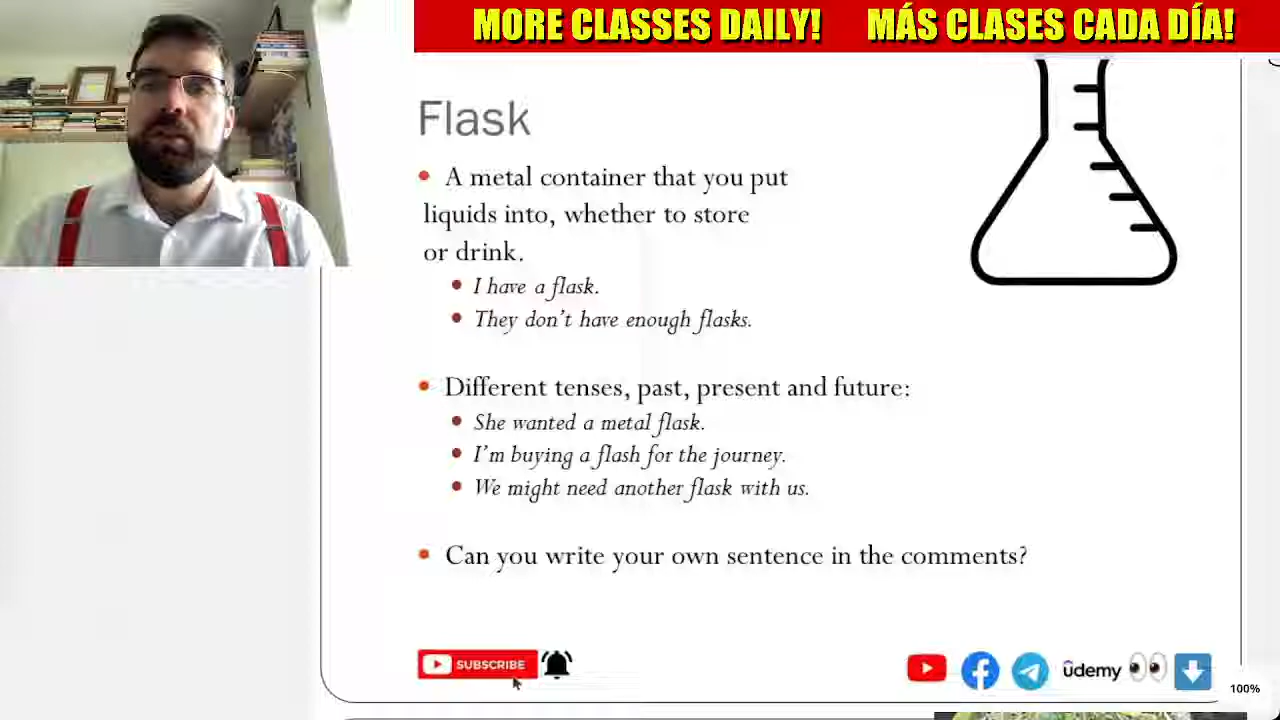 MORE CLASSES DAILY! MÁS CLASES CADA DÍA!
Flask
A metal container that you put
liquids into, whether to store
or drink.
I have a flask.
They don't have enough flasks.
Different tenses, past, present and future:
She wanted a metal flask.
I'm buying a flash for the journey.
We might need another flask with us.
Can you write your own sentence in the comments?
SUBSCRIBE
udemy
100%